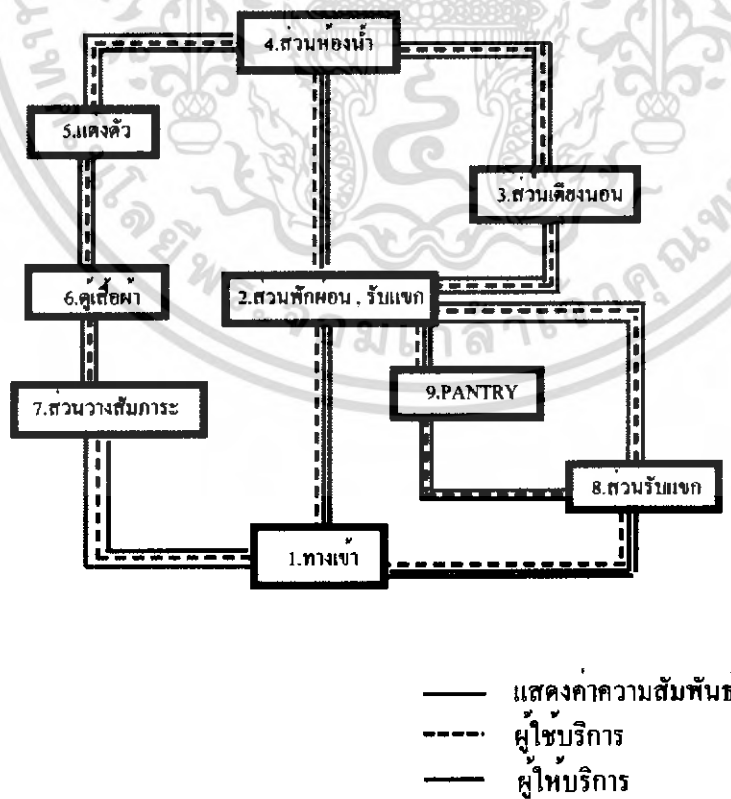 4.ส่วนห้องน้ำ
5.แต่งตัว
3.ส่วนเตียงนอน
6.ตู้เสื้อผ้า
2.ส่วนพักผ่อน , รับแขก
7.ส่วนวางสัมภาระ
9.PANTRY
8.ส่วนรับแขก
1.ทางเข้า
แสดงค่าความสัมพันธ์
ผู้ใช้บริการ
ผู้ให้บริการ